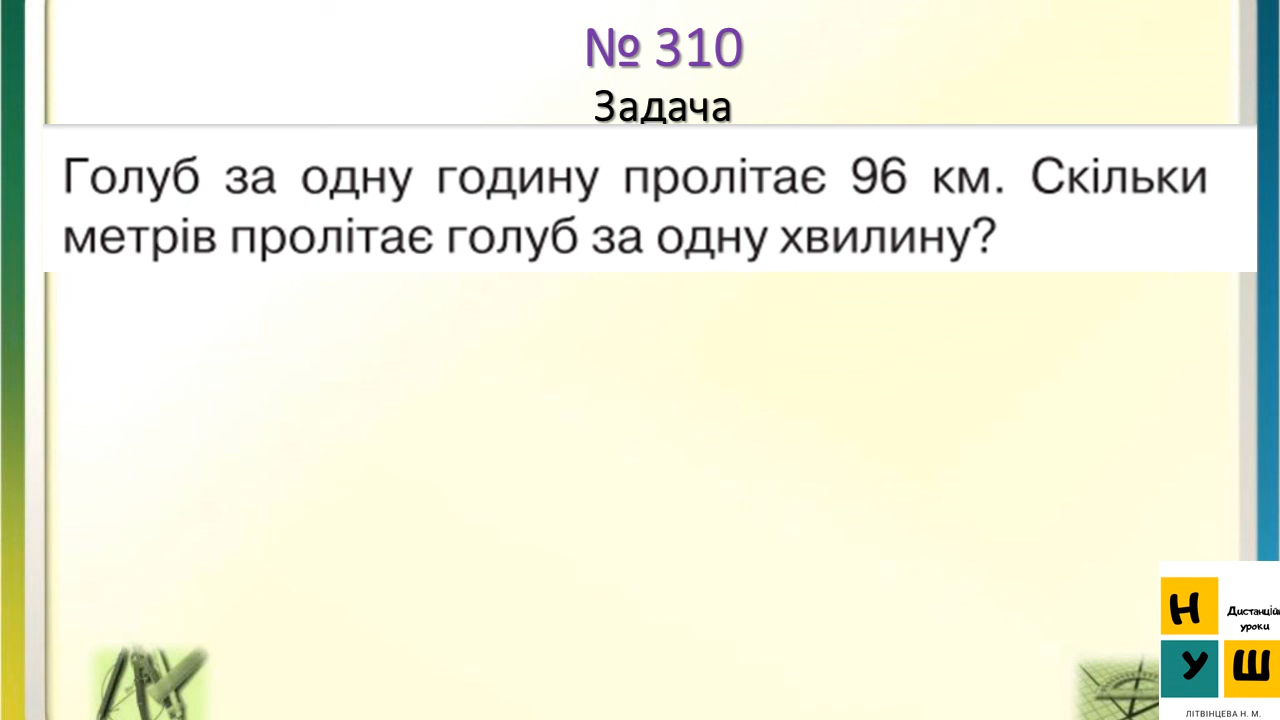 № 310
Задача
Голуб за одну годину пролітає 96 км. Скільки
метрів пролітає голуб за одну хвилину?
Н
Дистанційн
уроки
У Ш
ЛІТВІНЦЕВА Н. М.